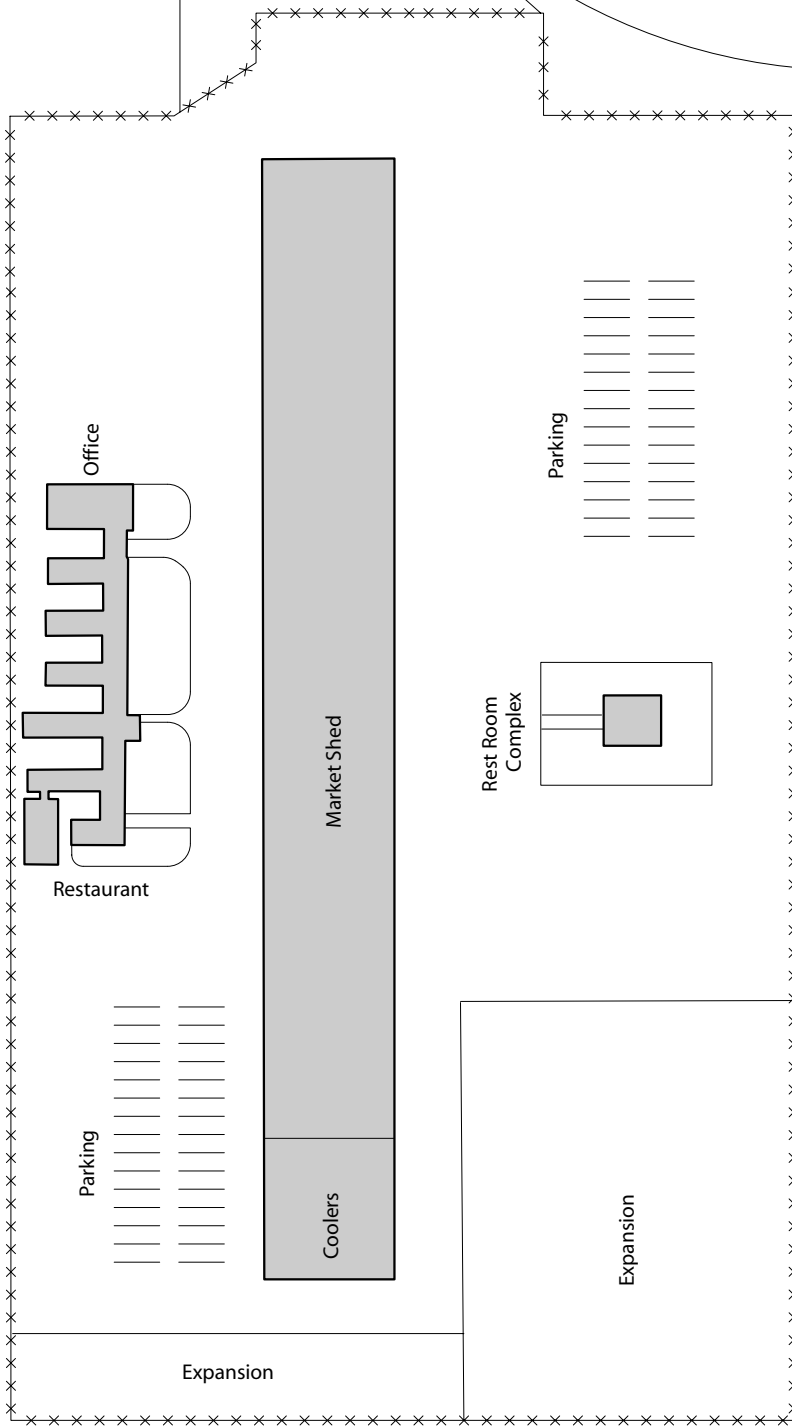 Office
Parking
Rest Room
Complex
Market Shed
Restaurant
Parking
Coolers
Expansion
Expansion